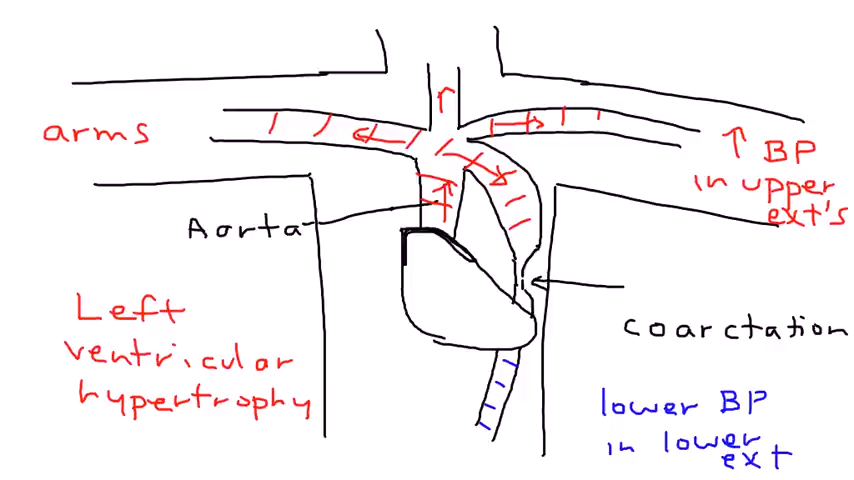 r
arms
↑ BP
in upper
ext's
Aorta
Left
ventricular
hypertrophy
coarctation
lower BP
in lower
ext